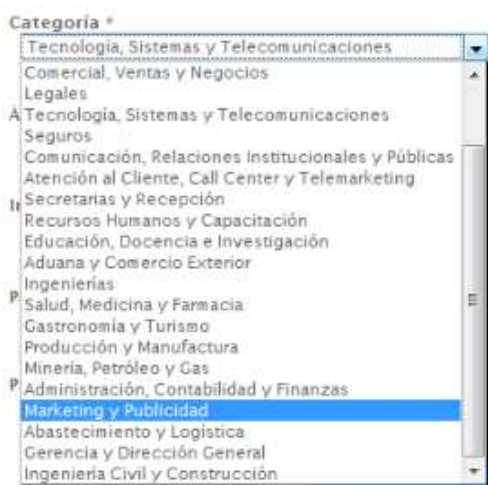 Categoría *
Tecnología, Sistemas y Telecomunicaciones
Comercial, Ventas y Negocios
Legales
A
Tecnología, Sistemas y Telecomunicaciones
Seguros
Comunicación, Relaciones Institucionales y Públicas
Atención al Cliente, Call Center y Telemarketing
Secretarias y Recepción
Recursos Humanos y Capacitación
Educación, Docencia e Investigación
Aduana y Comercio Exterior
Ingenierías
P
Salud, Medicina y Farmacia
Gastronomía y Turismo
Producción y Manufactura
Minería, Petróleo y Gas
P
Administración, Contabilidad y Finanzas
Marketing y Publicidad
Abastecimiento y Logística
Gerencia y Dirección General
Ingeniería Civil y Construcción